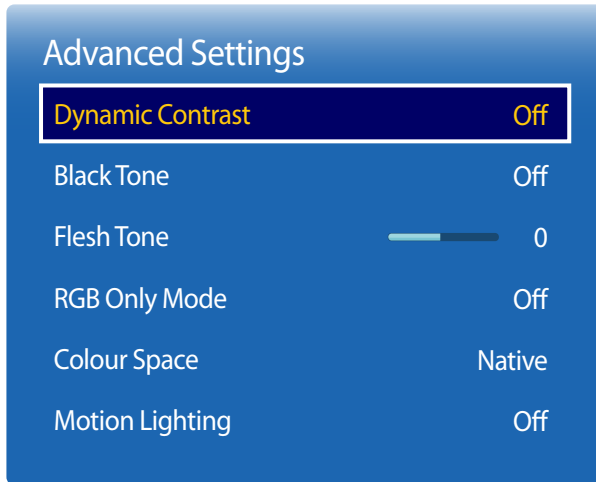 Advanced Settings
Dynamic Contrast Off
Black Tone Off
Flesh Tone 0
RGB Only Mode Off
Colour Space Native
Motion Lighting Off